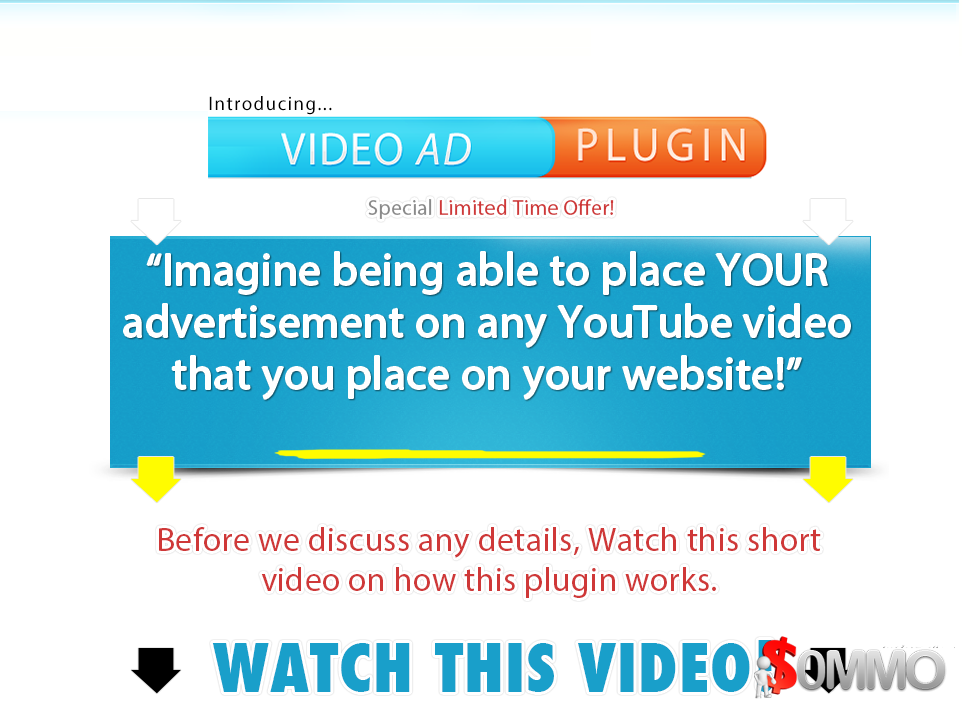 Introducing...
VIDEO AD PLUGIN
Special Limited Time Offer!
“Imagine being able to place YOUR
advertisement on any YouTube video
that you place on your website!”
Before we discuss any details, Watch this short
video on how this plugin works.
WATCH THIS VIDEO
$OMMO